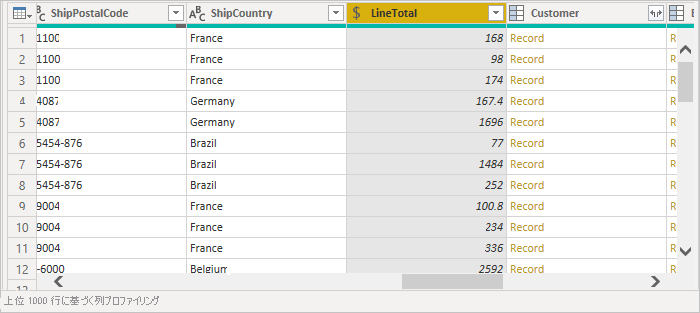 ShipPostalCode ABC ShipCountry $ LineTotal Customer
1 1100 France 168 Record
2 1100 France 98 Record
3 1100 France 174 Record
4 4087 Germany 167.4 Record
5 4087 Germany 1696 Record
6 5454-876 Brazil 77 Record
7 5454-876 Brazil 1484 Record
8 5454-876 Brazil 252 Record
9 9004 France 100.8 Record
10 9004 France 234 Record
11 9004 France 336 Record
12 -6000 Belgium 2592 Record
上位 1000 行に基づく列プロファイリング